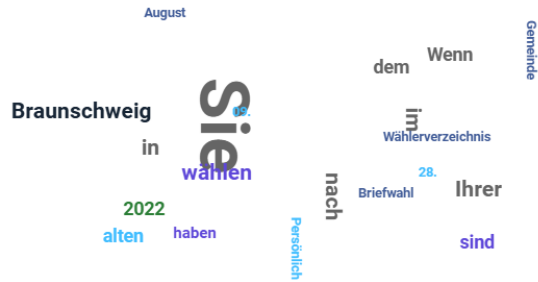 August
Gemeinde
Wenn
dem
Sie
Braunschweig
09.
im
Wählerverzeichnis
in
wählen
28.
nach
Briefwahl
Ihrer
2022
alten
haben
Persönlich
sind